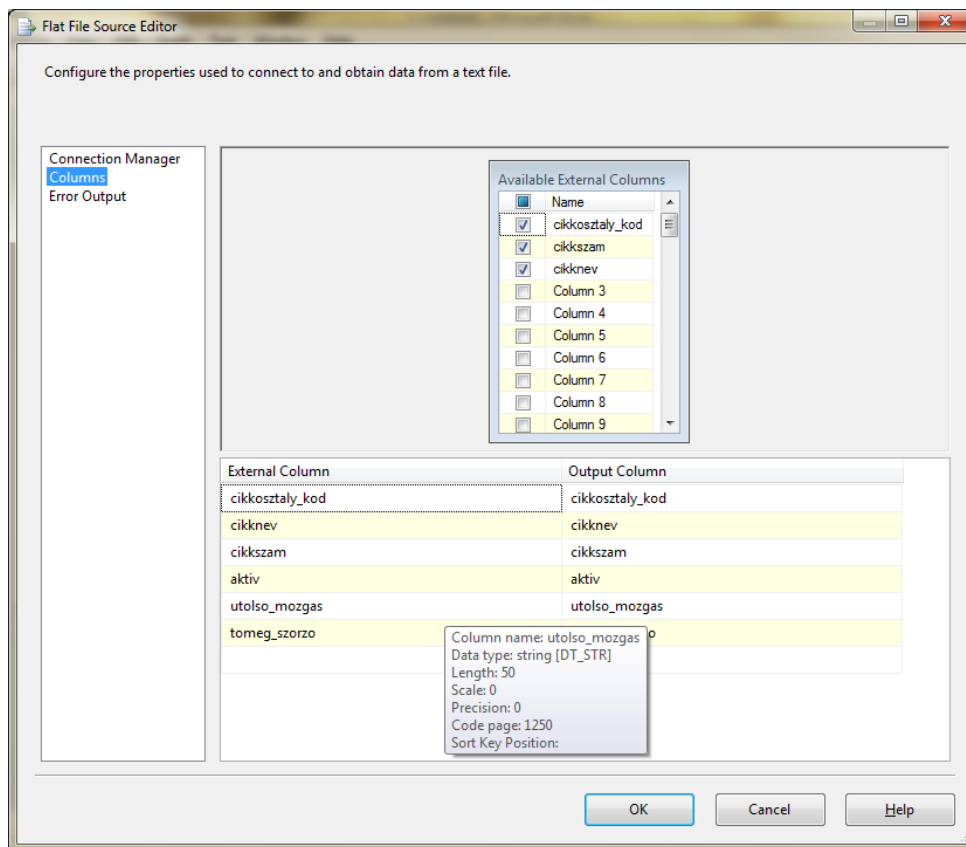 Flat File Source Editor
Configure the properties used to connect to and obtain data from a text file.
Connection Manager
Columns
Error Output
Available External Columns
Name
cikkosztaly_kod
cikkszam
cikknev
Column 3
Column 4
Column 5
Column 6
Column 7
Column 8
Column 9
External Column Output Column
cikkosztaly_kod cikkosztaly_kod
cikknev cikknev
cikkszam cikkszam
aktiv aktiv
utolso_mozgas utolso_mozgas
tomeg_szorzo o
Column name: utolso_mozgas
Data type: string [DT_STR]
Length: 50
Scale: 0
Precision: 0
Code page: 1250
Sort Key Position:
OK Cancel Help